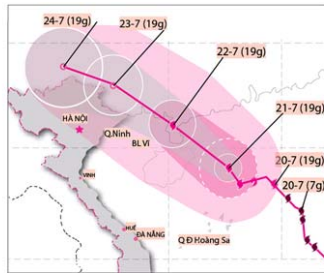 24-7 (19g)
23-7 (19g)
22-7 (19g)
21-7 (19g)
20-7 (19g)
20-7 (7g)
HÀ NỘI
Q.Ninh
BL Vĩ
VINH
HUẾ
ĐÀ NẴNG
Q Đ Hoàng Sa